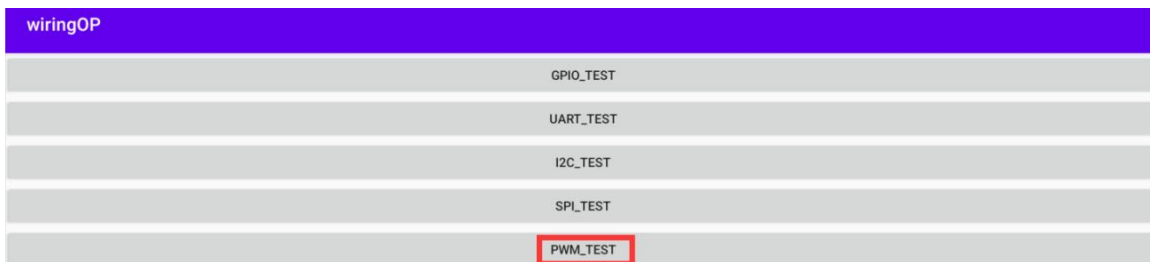 wiringOP
GPIO_TEST
UART_TEST
I2C_TEST
SPI_TEST
PWM_TEST